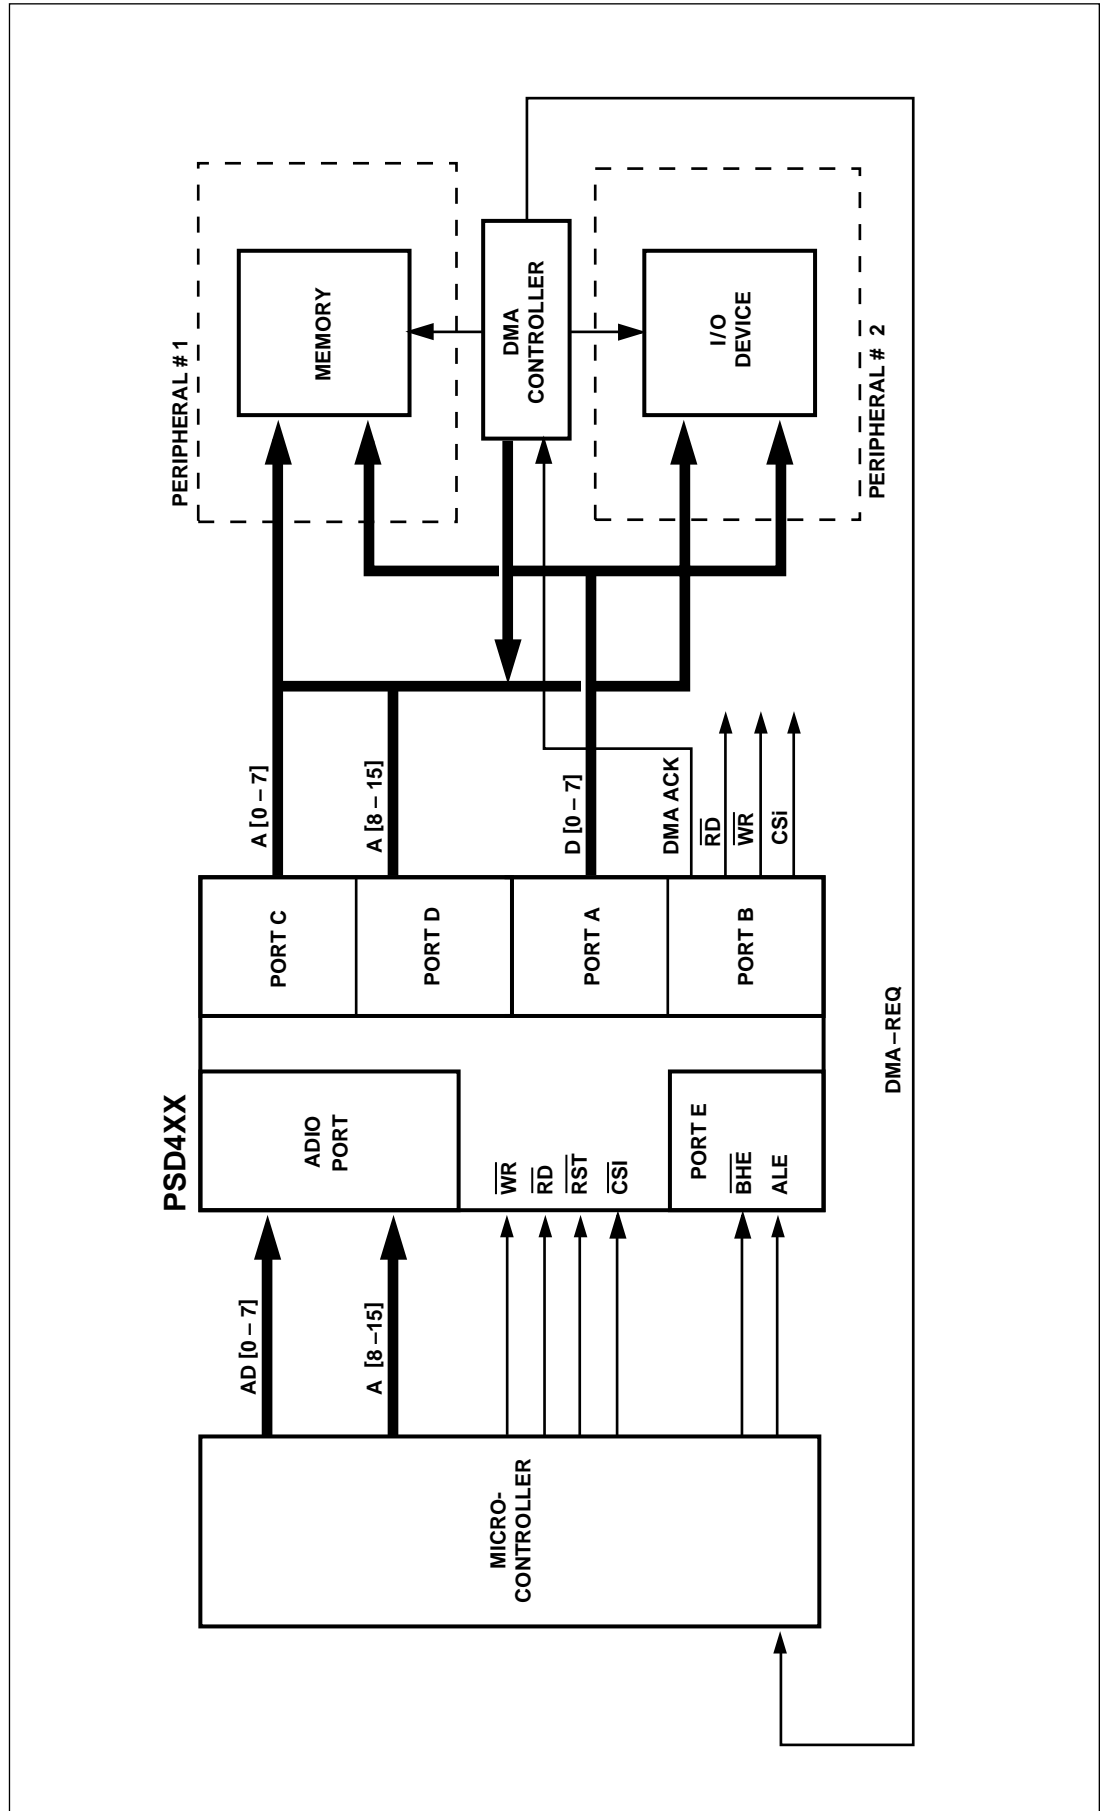 PSD4XX
MICRO-
CONTROLLER
AD [0 – 7]
A [8 –15]
ADIO
PORT
WR
RD
RST
CSI
PORT E
BHE
ALE
PORT C
PORT D
PORT A
PORT B
A [0 – 7]
A [8 – 15]
D [0 – 7]
DMA ACK
RD
WR
CSi
PERIPHERAL # 1
MEMORY
DMA
CONTROLLER
I/O
DEVICE
PERIPHERAL # 2
DMA–REQ